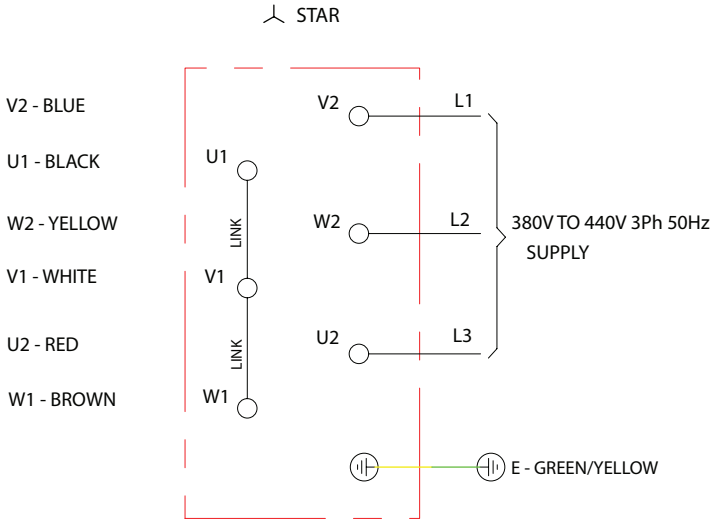 STAR
V2 - BLUE
U1 - BLACK
W2 - YELLOW
V1 - WHITE
U2 - RED
W1 - BROWN
V2
L1
U1
LINK
W2
L2
380V TO 440V 3Ph 50Hz
SUPPLY
V1
LINK
U2
L3
W1
E - GREEN/YELLOW